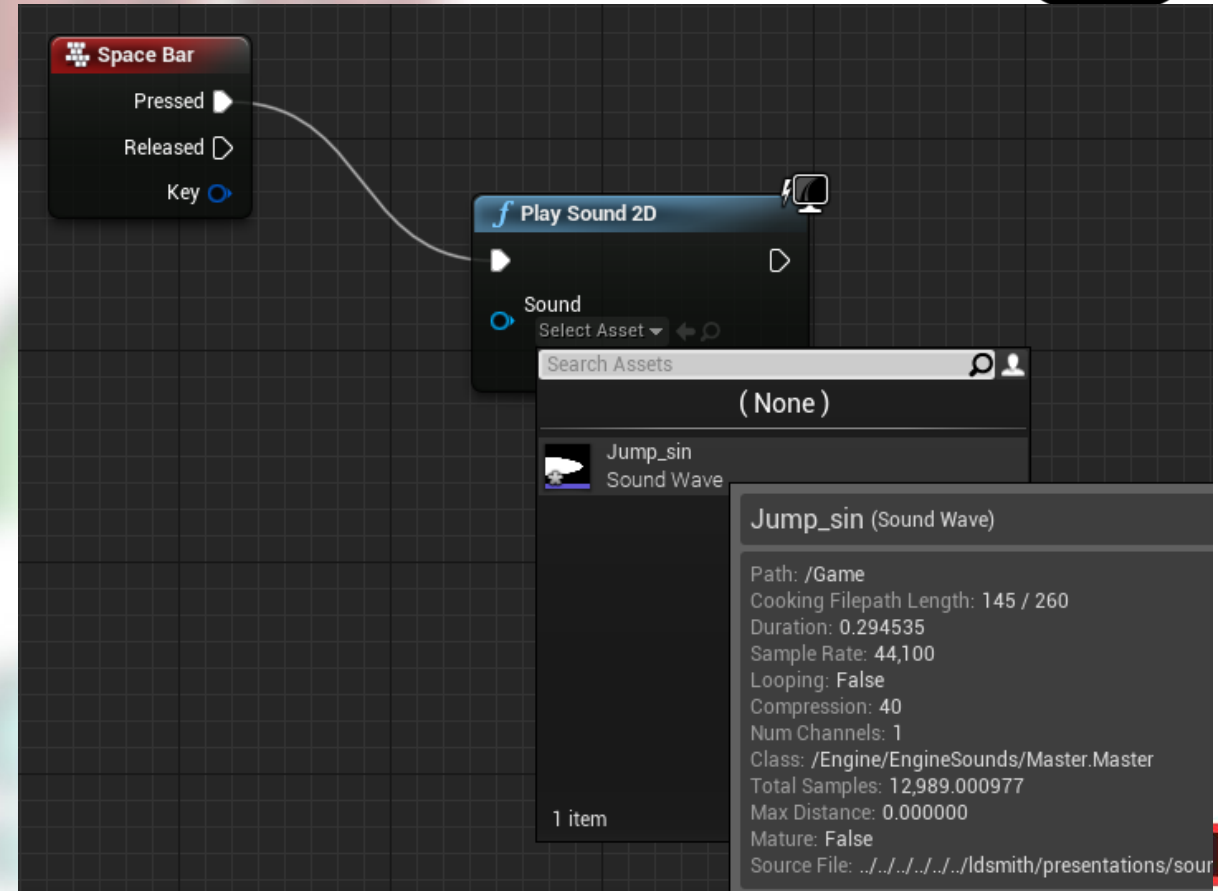 Space Bar
Pressed
Released
Key
f Play Sound 2D
Sound
Select Asset
Search Assets
( None )
Jump_sin
Sound Wave
1 item
Jump_sin (Sound Wave)
Path: /Game
Cooking Filepath Length: 145 / 260
Duration: 0.294535
Sample Rate: 44,100
Looping: False
Compression: 40
Num Channels: 1
Class: /Engine/EngineSounds/Master.Master
Total Samples: 12,989.000977
Max Distance: 0.000000
Mature: False
Source File: ../../../../../../ldsmith/presentations/sour